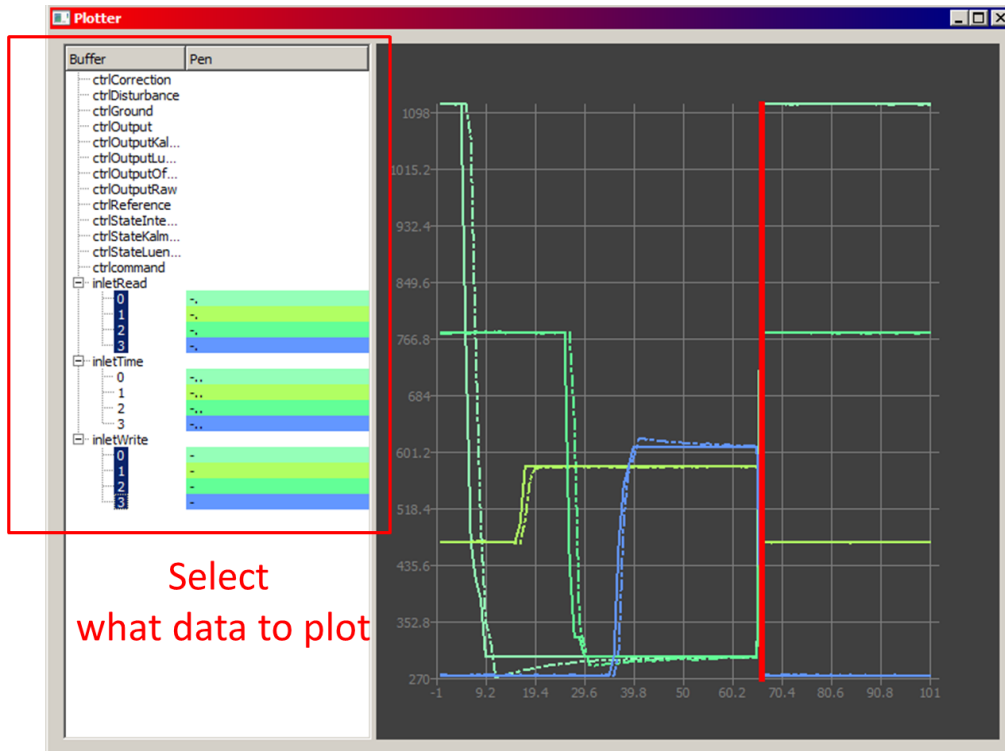 Plotter
Buffer Pen
ctrlCorrection
ctrlDisturbance
ctrlGround
ctrlOutput
ctrlOutputKal...
ctrlOutputLu...
ctrlOutputOf...
ctrlOutputRaw
ctrlReference
ctrlStateInte...
ctrlStateKalm...
ctrlStateLuen...
ctrlcommand
inletRead
0 -.
1 -.
2 -.
3 -.
inletTime
0 -..
1 -..
2 -..
3 -..
inletWrite
0 -
1 -
2 -
3 -
Select
what data to plot
1098
1015.2
932.4
849.6
766.8
684
601.2
518.4
435.6
352.8
270
-1 9.2 19.4 29.6 39.8 50 60.2 70.4 80.6 90.8 101